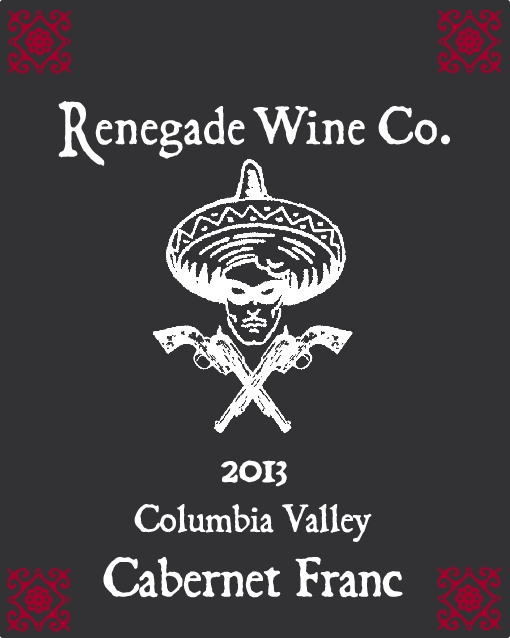 Renegade Wine Co.
2013
Columbia Valley
Cabernet Franc